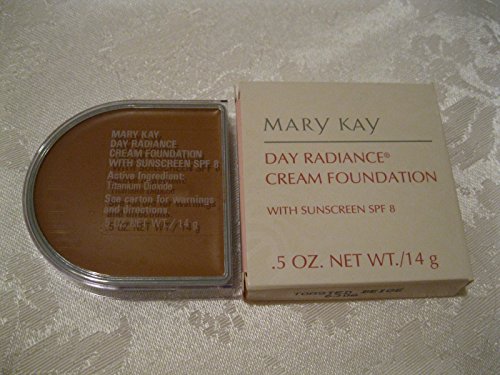 MARY KAY
DAY RADIANCE
CREAM FOUNDATION
WITH SUNSCREEN SPF 8
Active Ingredient:
Titanium Dioxide
See carton for warnings
and directions.
.5 OZ. NET WT./14 g
MARY KAY
DAY RADIANCE®
CREAM FOUNDATION
WITH SUNSCREEN SPF 8
.5 OZ. NET WT./14 g
TOASTED BEIGE